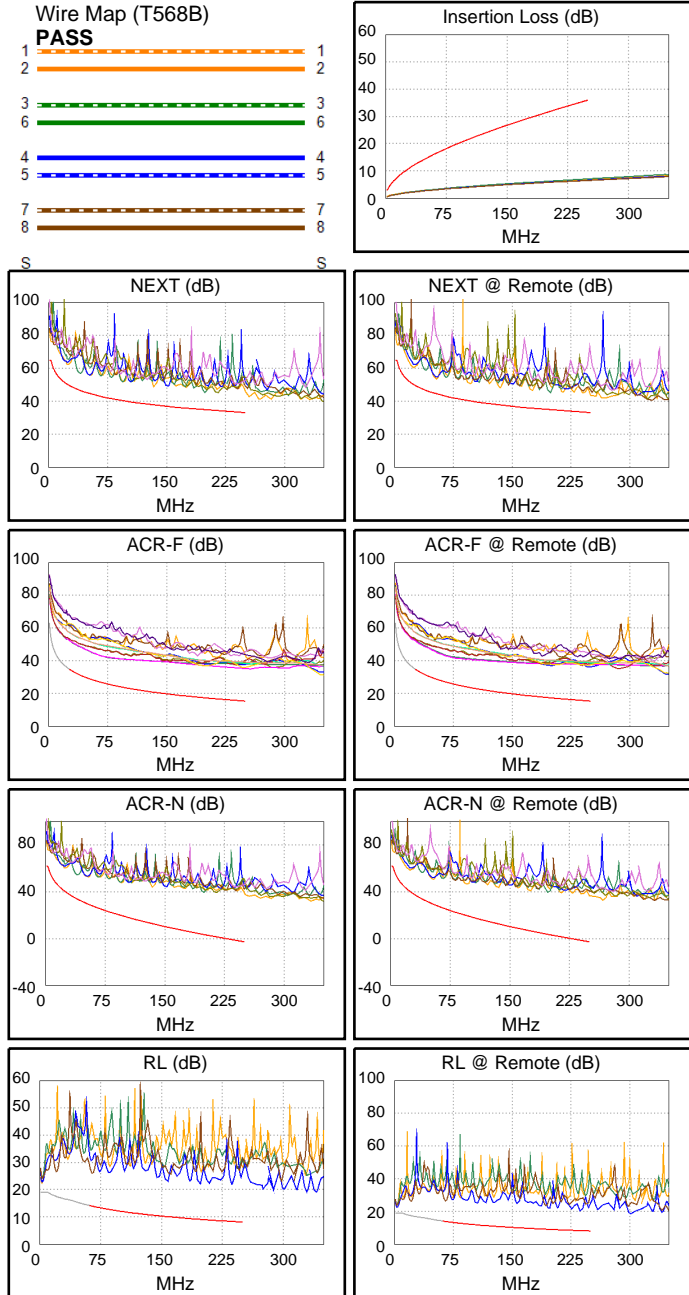 Wire Map (T568B)
PASS
1 1
2 2
3 3
6 6
4 4
5 5
7 7
8 8
S S
Insertion Loss (dB)
60
50
40
30
20
10
0
0 75 150 225 300
MHz
NEXT (dB)
100
80
60
40
20
0
0 75 150 225 300
MHz
NEXT @ Remote (dB)
100
80
60
40
20
0
0 75 150 225 300
MHz
ACR-F (dB)
100
80
60
40
20
0
0 75 150 225 300
MHz
ACR-F @ Remote (dB)
100
80
60
40
20
0
0 75 150 225 300
MHz
ACR-N (dB)
80
40
0
-40
0 75 150 225 300
MHz
ACR-N @ Remote (dB)
80
40
0
-40
0 75 150 225 300
MHz
RL (dB)
60
50
40
30
20
10
0
0 75 150 225 300
MHz
RL @ Remote (dB)
100
80
60
40
20
0
0 75 150 225 300
MHz